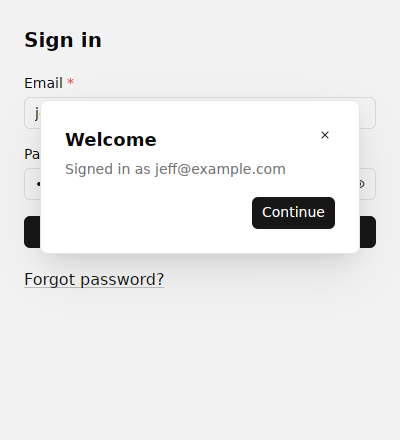 Sign in
Email *
Welcome
Signed in as jeff@example.com
Continue
Forgot password?